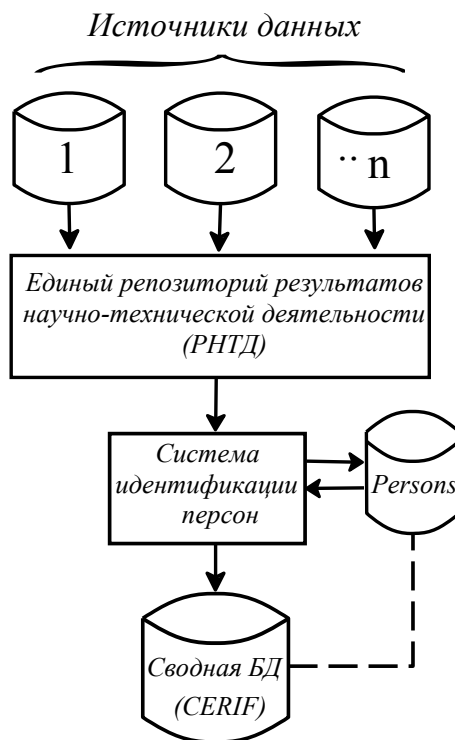 Источники данных
1 2 ·· n
Единый репозиторий результатов
научно-технической деятельности
(РНТД)
Система
идентификации
персон
Persons
Сводная БД
(CERIF)